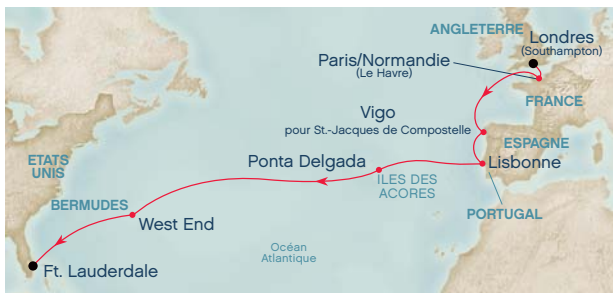 ANGLETERRE
Londres
(Southampton)
Paris/Normandie
(Le Havre)
FRANCE
Vigo
pour St.-Jacques de Compostelle
ESPAGNE
Ponta Delgada
Lisbonne
ETATS
UNIS
ILES DES
ACORES
BERMUDES
PORTUGAL
West End
Océan
Atlantique
Ft. Lauderdale